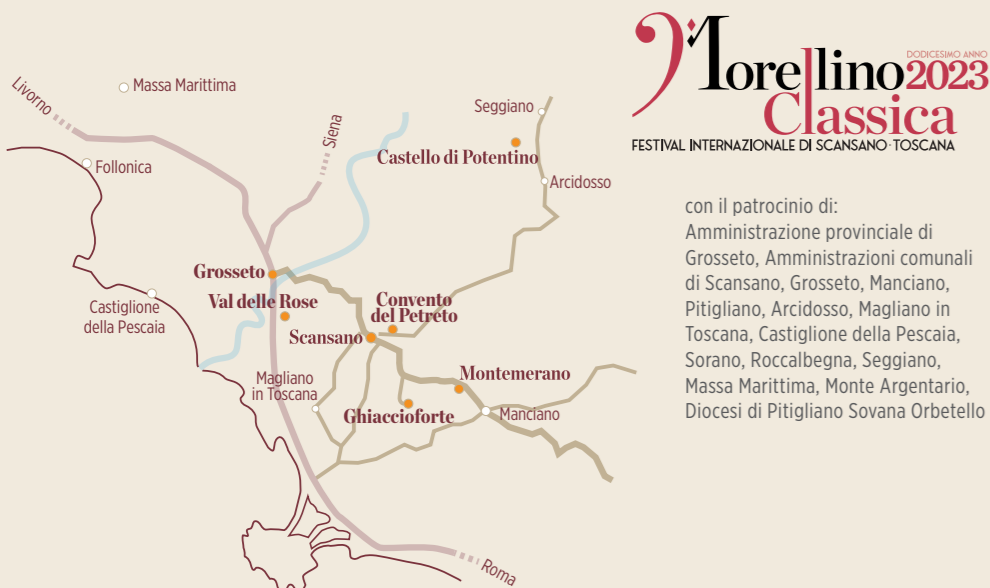 Morellino
DODICESIMO ANNO
2023
Classica
FESTIVAL INTERNAZIONALE DI SCANSANO·TOSCANA
con il patrocinio di:
Amministrazione provinciale di
Grosseto, Amministrazioni comunali
di Scansano, Grosseto, Manciano,
Pitigliano, Arcidosso, Magliano in
Toscana, Castiglione della Pescaia,
Sorano, Roccalbegna, Seggiano,
Massa Marittima, Monte Argentario,
Diocesi di Pitigliano Sovana Orbetello
Livorno
Massa Marittima
Siena
Seggiano
Castello di Potentino
Follonica
Arcidosso
Grosseto
Val delle Rose
Castiglione
della Pescaia
Convento
del Petreto
Scansano
Magliano
in Toscana
Montemerano
Ghiaccioforte
Manciano
Roma